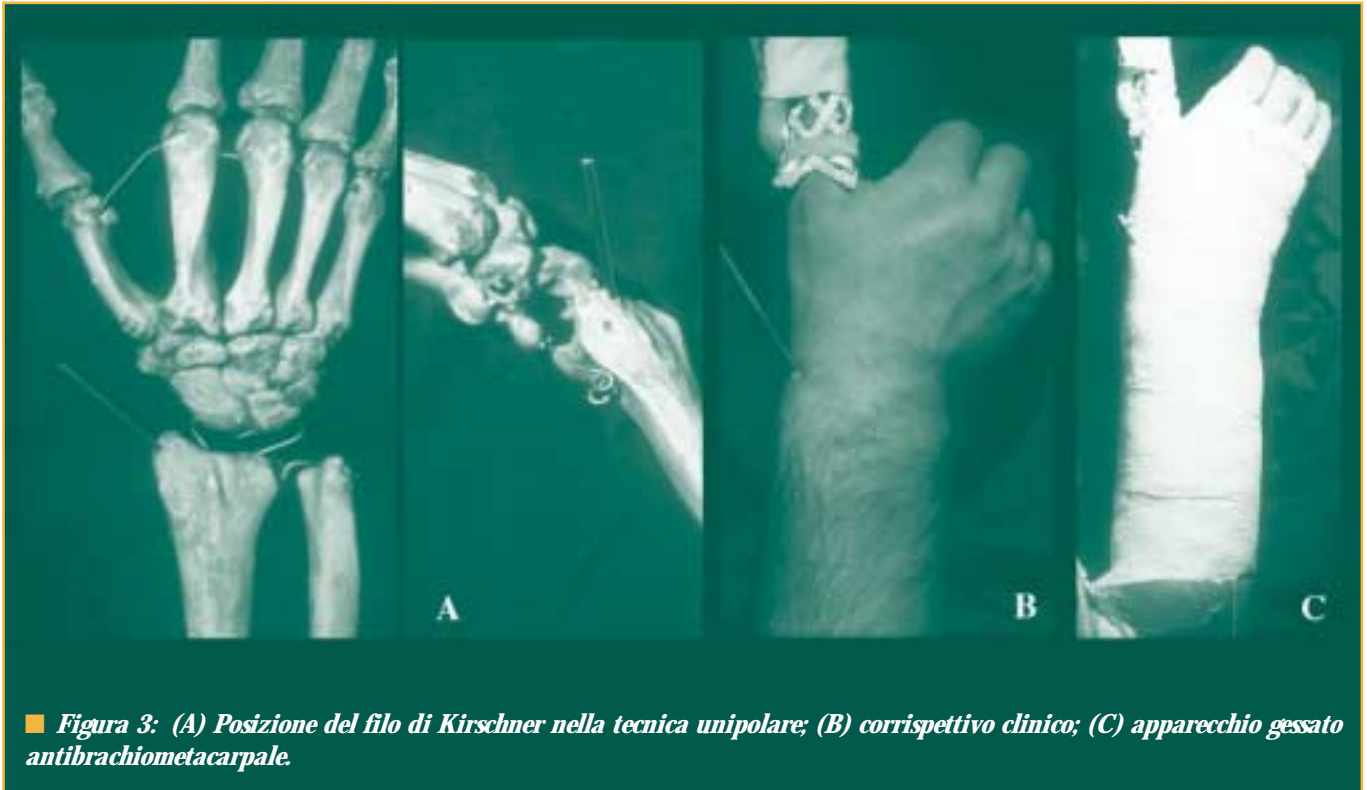 A
B
C
Figura 3: (A) Posizione del filo di Kirschner nella tecnica unipolare; (B) corrispettivo clinico; (C) apparecchio gessato
antibrachiometacarpale.